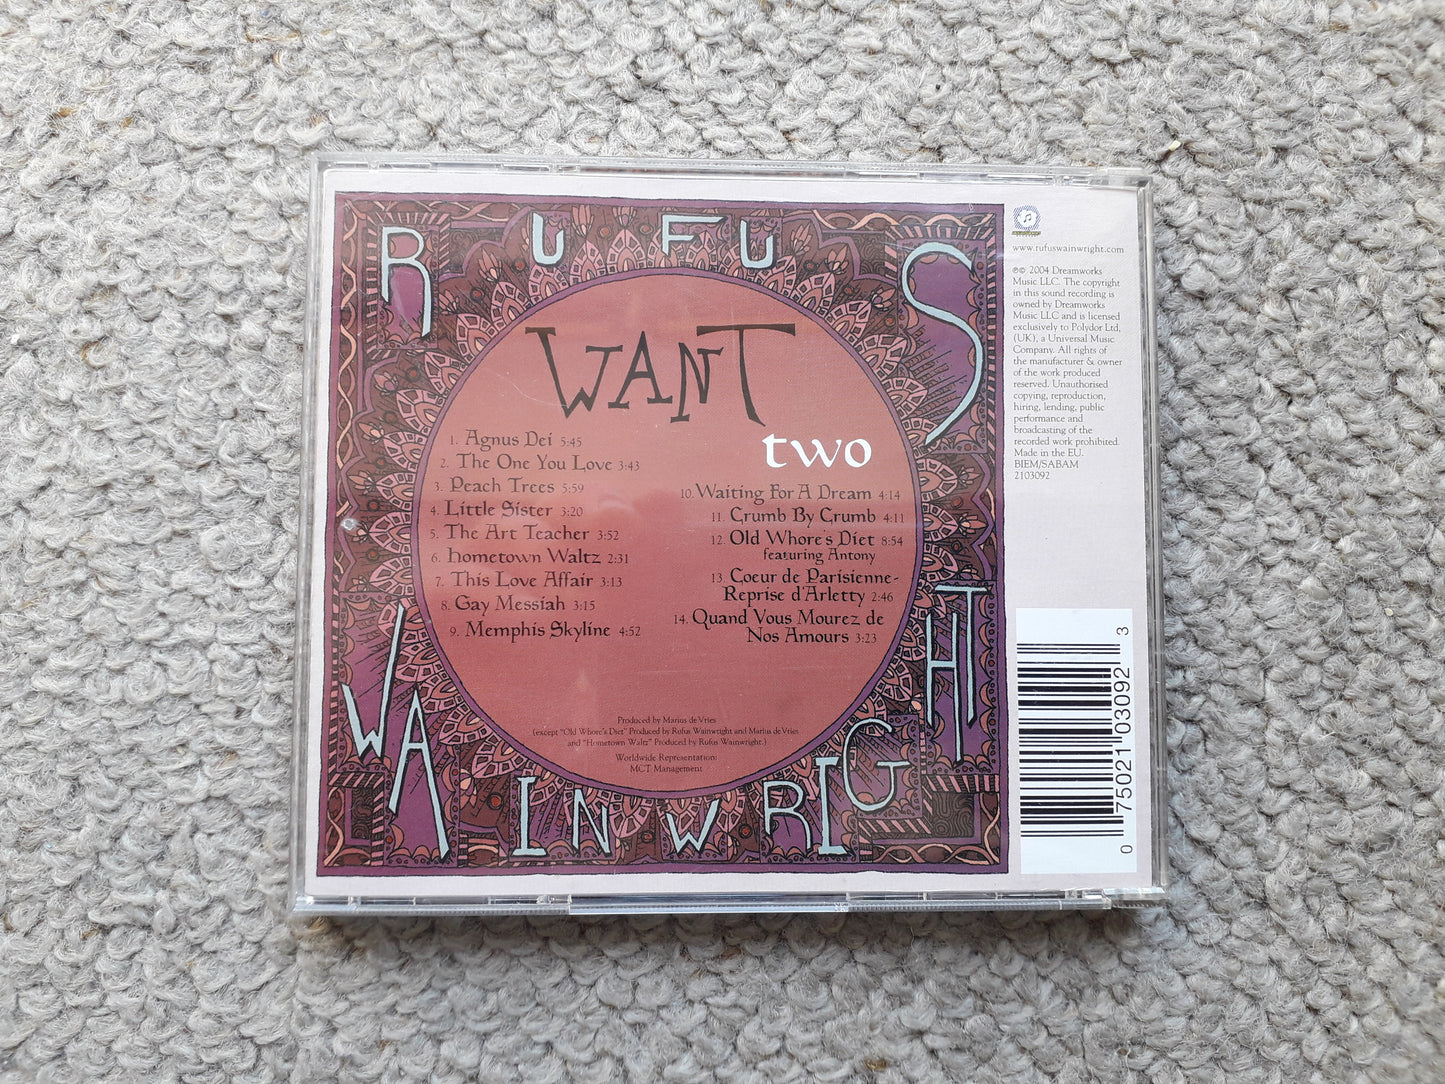 RUFUS
WAINWRIGHT
WANT
two
1. Agnus Dei 5:45
2. The One You Love 3:43
3. Peach Trees 5:59
4. Little Sister 3:20
5. The Art Teacher 3:52
6. Hometown Waltz 2:31
7. This Love Affair 3:13
8. Gay Messiah 3:15
9. Memphis Skyline 4:52
10. Waiting For A Dream 4:14
11. Crumb By Crumb 4:11
12. Old Whore's Diet 8:54
featuring Antony
13. Coeur de Parisienne-
Reprise d'Arletty 2:46
14. Quand Vous Mourez de
Nos Amours 3:23
Produced by Marius de Vries
(except "Old Whore's Diet" Produced by Rufus Wainwright and Marius de Vries
and "Hometown Waltz" Produced by Rufus Wainwright.)
Worldwide Representation:
MCT Management
www.rufuswainwright.com
℗© 2004 Dreamworks
Music LLC. The copyright
in this sound recording is
owned by Dreamworks
Music LLC and is licensed
exclusively to Polydor Ltd,
(UK), a Universal Music
Company. All rights of
the manufacturer & owner
of the work produced
reserved. Unauthorised
copying, reproduction,
hiring, lending, public
performance and
broadcasting of the
recorded work prohibited.
Made in the EU.
BIEM/SABAM
2103092
0 75021 03092 3